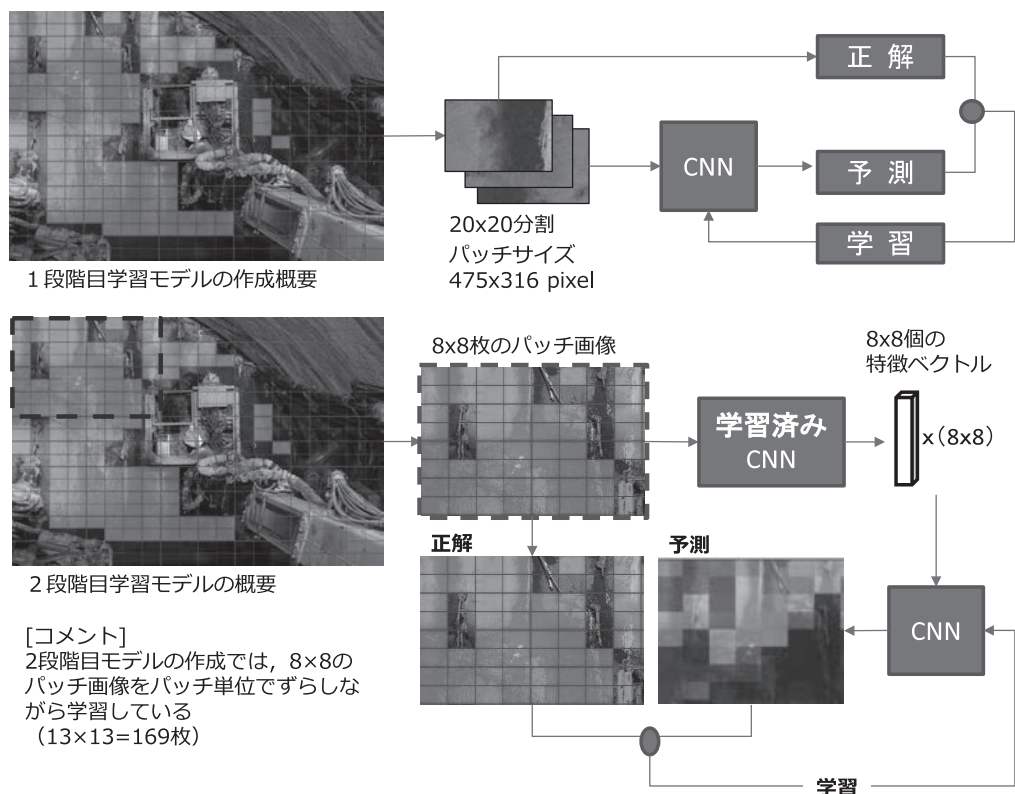 正 解
CNN
予 測
学 習
20x20分割
パッチサイズ
475x316 pixel
1段階目学習モデルの作成概要
8x8枚のパッチ画像
8x8個の
特徴ベクトル
学習済み
CNN
x(8x8)
正解
予測
CNN
学習
2段階目学習モデルの概要
[コメント]
2段階目モデルの作成では，8×8の
パッチ画像をパッチ単位でずらしな
がら学習している
（13×13=169枚）